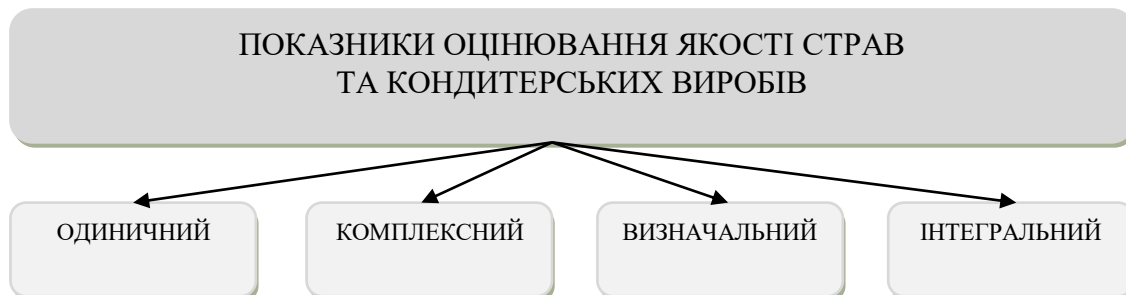 ПОКАЗНИКИ ОЦІНЮВАННЯ ЯКОСТІ СТРАВ
ТА КОНДИТЕРСЬКИХ ВИРОБІВ
ОДИНИЧНИЙ
КОМПЛЕКСНИЙ
ВИЗНАЧАЛЬНИЙ
ІНТЕГРАЛЬНИЙ